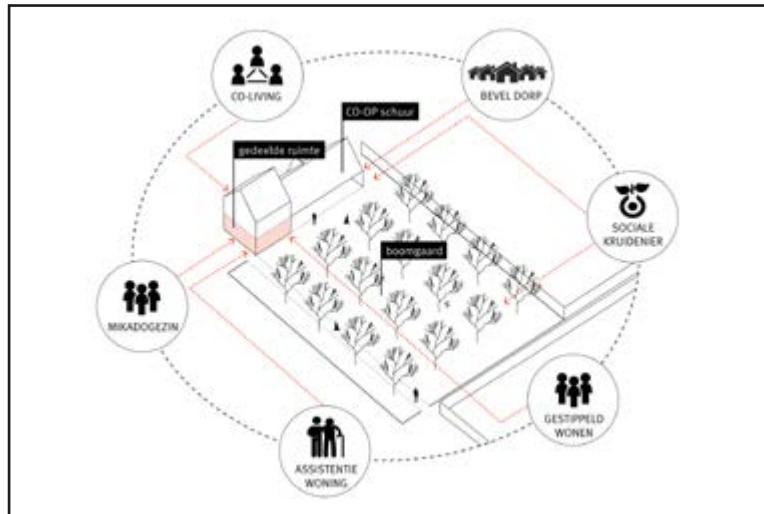 CO-LIVING
BEVEL DORP
CO-OP schuur
gedeelde ruimte
SOCIALE
KRUIDENIER
boomgaard
MIKADOGEZIN
GESTIPPELD
WONEN
ASSISTENTIE
WONING